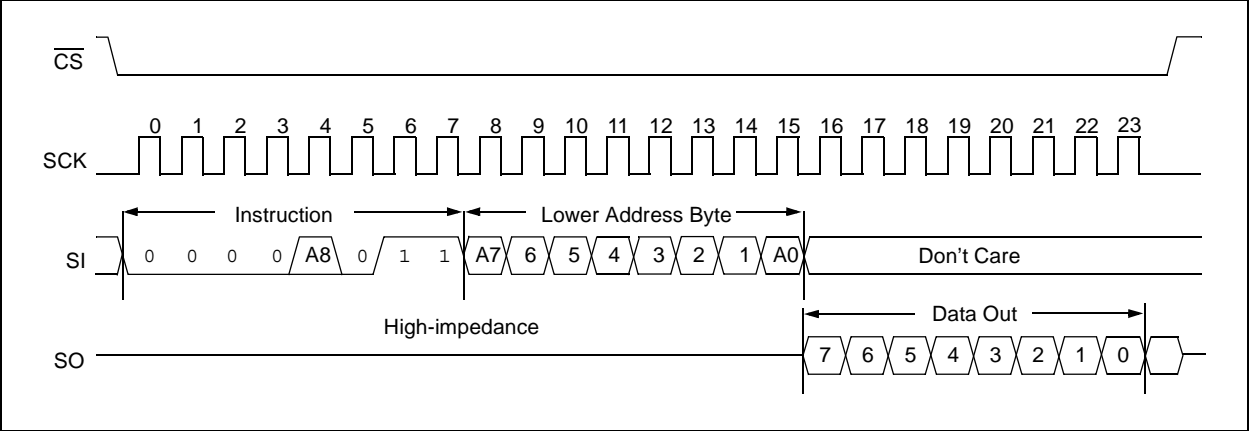 CS
0 1 2 3 4 5 6 7 8 9 10 11 12 13 14 15 16 17 18 19 20 21 22 23
SCK
Instruction Lower Address Byte
SI 0 0 0 0 A8 0 1 1 A7 6 5 4 3 2 1 A0 Don't Care
High-impedance Data Out
SO 7 6 5 4 3 2 1 0